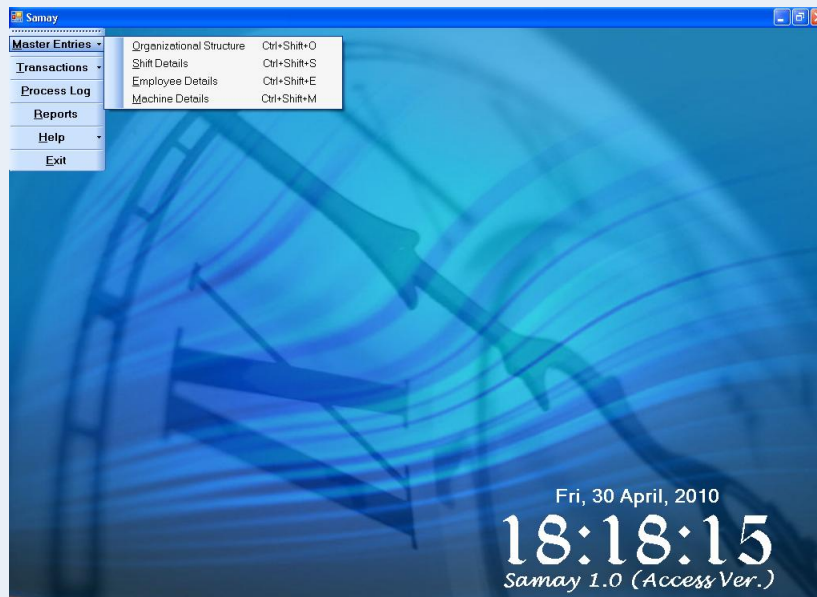 Samay
Master Entries
Organizational Structure Ctrl+Shift+O
Shift Details Ctrl+Shift+S
Employee Details Ctrl+Shift+E
Machine Details Ctrl+Shift+M
Transactions
Process Log
Reports
Help
Exit
Fri, 30 April, 2010
18:18:15
Samay 1.0 (Access Ver.)